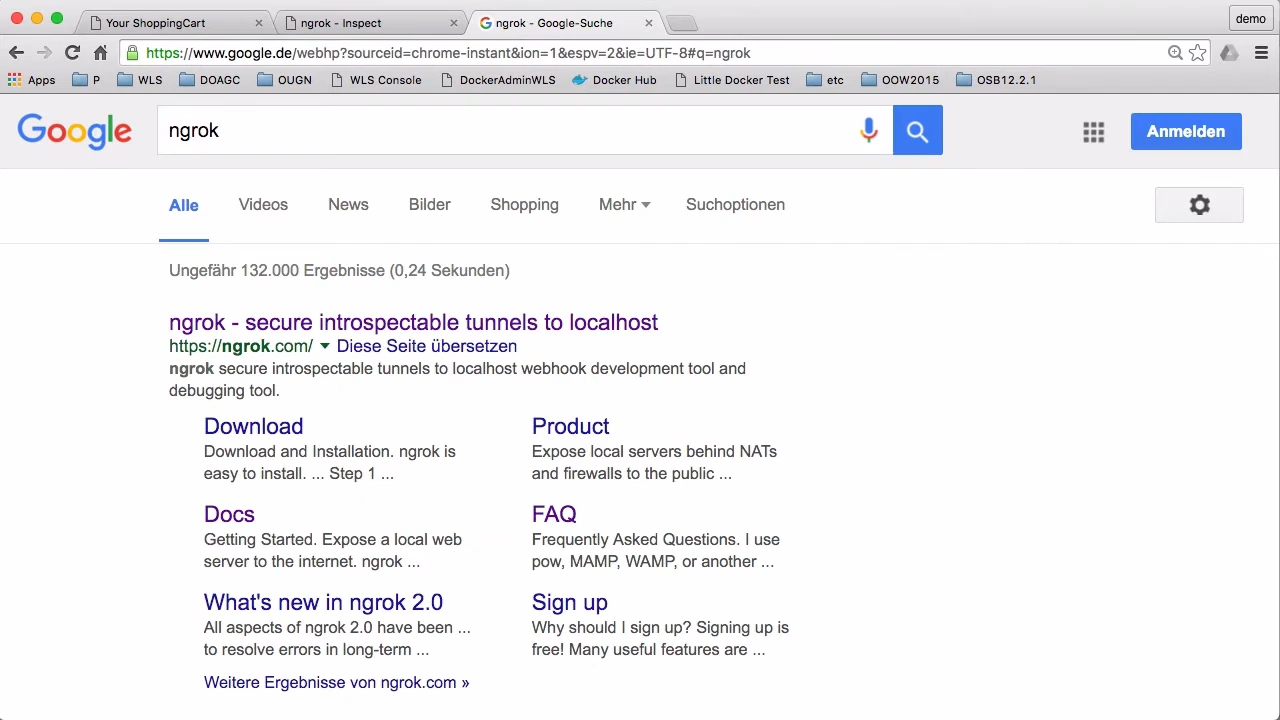 Your ShoppingCart
ngrok - Inspect
ngrok - Google-Suche
demo
https://www.google.de/webhp?sourceid=chrome-instant&ion=1&espv=2&ie=UTF-8#q=ngrok
Apps P WLS DOAGC OUGN WLS Console DockerAdminWLS Docker Hub Little Docker Test etc OOW2015 OSB12.2.1
Google
ngrok
Anmelden
Alle Videos News Bilder Shopping Mehr Suchoptionen
Ungefähr 132.000 Ergebnisse (0,24 Sekunden)
ngrok - secure introspectable tunnels to localhost
https://ngrok.com/ Diese Seite übersetzen
ngrok secure introspectable tunnels to localhost webhook development tool and
debugging tool.
Download
Download and Installation. ngrok is
easy to install. ... Step 1 ...
Product
Expose local servers behind NATs
and firewalls to the public ...
Docs
Getting Started. Expose a local web
server to the internet. ngrok ...
FAQ
Frequently Asked Questions. I use
pow, MAMP, WAMP, or another ...
What's new in ngrok 2.0
All aspects of ngrok 2.0 have been ...
to resolve errors in long-term ...
Sign up
Why should I sign up? Signing up is
free! Many useful features are ...
Weitere Ergebnisse von ngrok.com »